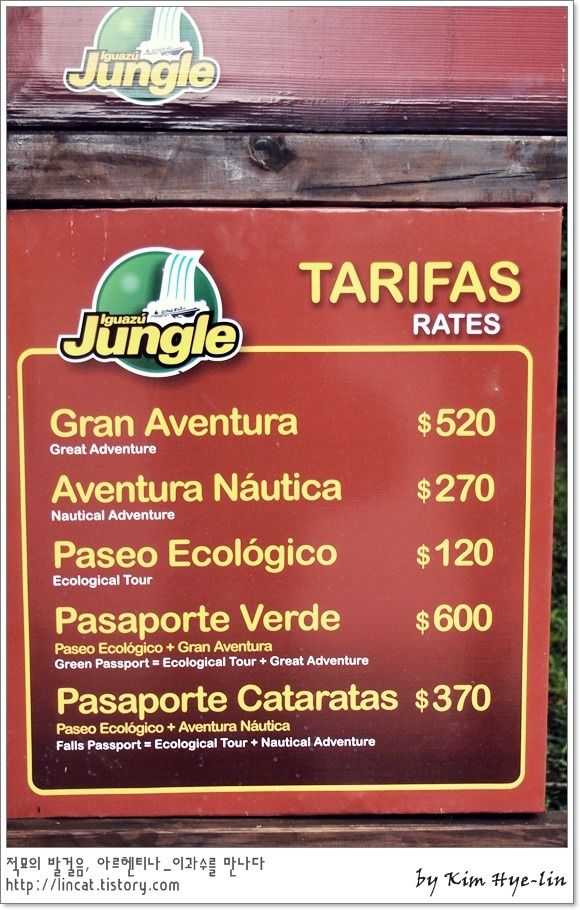 Iguazú
Jungle
Iguazú
Jungle
TARIFAS
RATES
Gran Aventura $520
Great Adventure
Aventura Náutica $270
Nautical Adventure
Paseo Ecológico $120
Ecological Tour
Pasaporte Verde $600
Paseo Ecológico + Gran Aventura
Green Passport = Ecological Tour + Great Adventure
Pasaporte Cataratas $370
Paseo Ecológico + Aventura Náutica
Falls Passport = Ecological Tour + Nautical Adventure
적묘의 발걸음, 아르헨티나_이과수를 만나다
http://lincat.tistory.com
by Kim Hye-lin